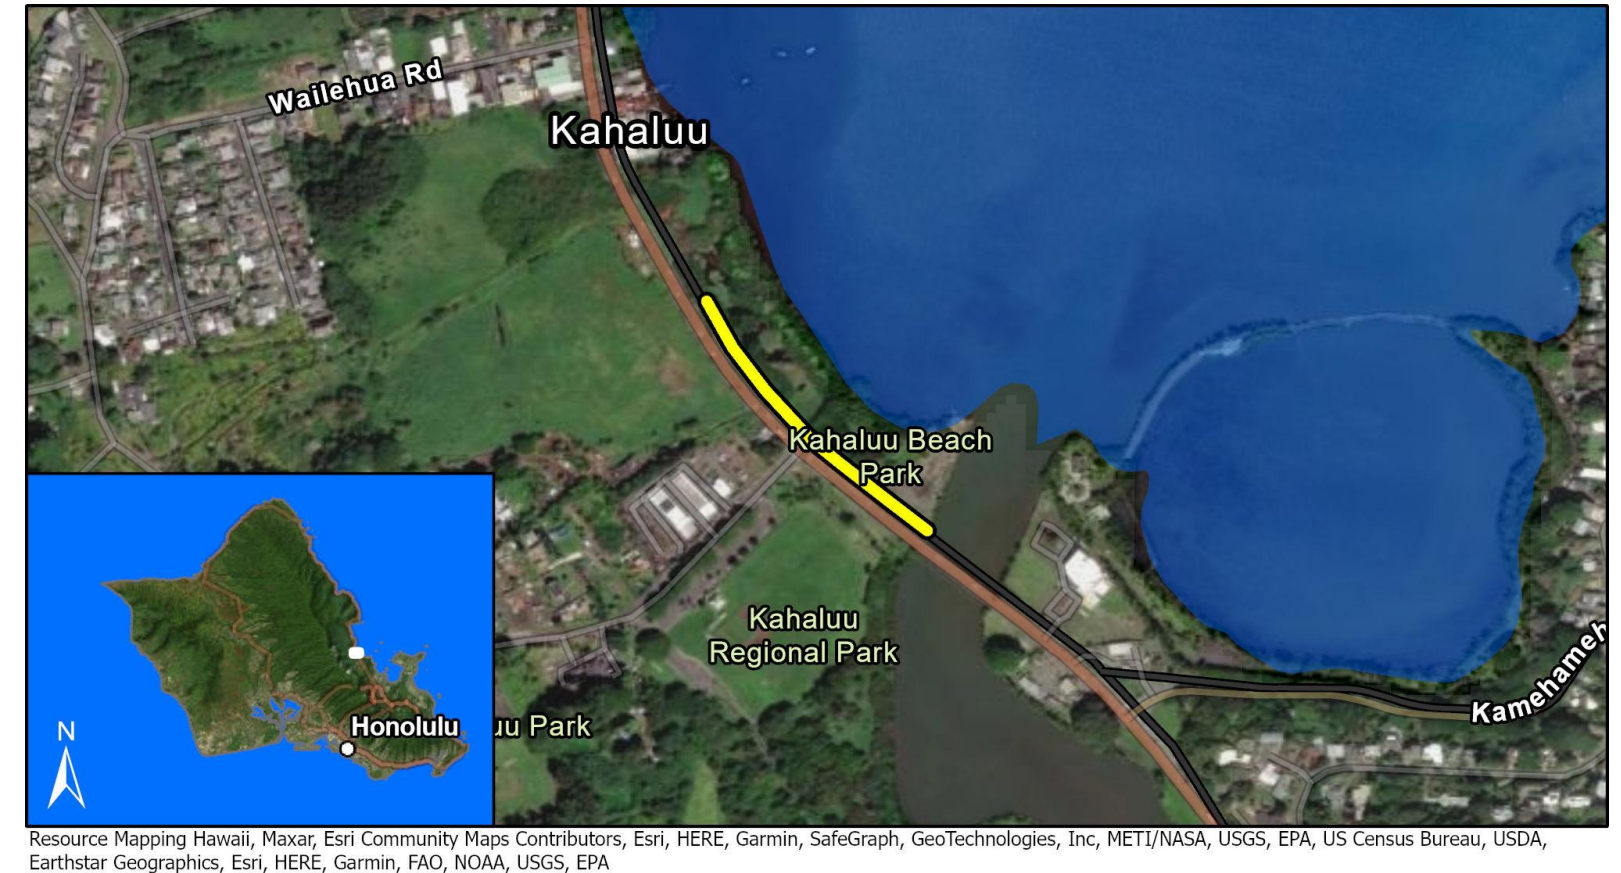 Wailehua Rd
Kahaluu
Kahaluu Beach
Park
Kahaluu
Regional Park
uu Park
Kamehameh
Honolulu
N
Resource Mapping Hawaii, Maxar, Esri Community Maps Contributors, Esri, HERE, Garmin, SafeGraph, GeoTechnologies, Inc, METI/NASA, USGS, EPA, US Census Bureau, USDA,
Earthstar Geographics, Esri, HERE, Garmin, FAO, NOAA, USGS, EPA